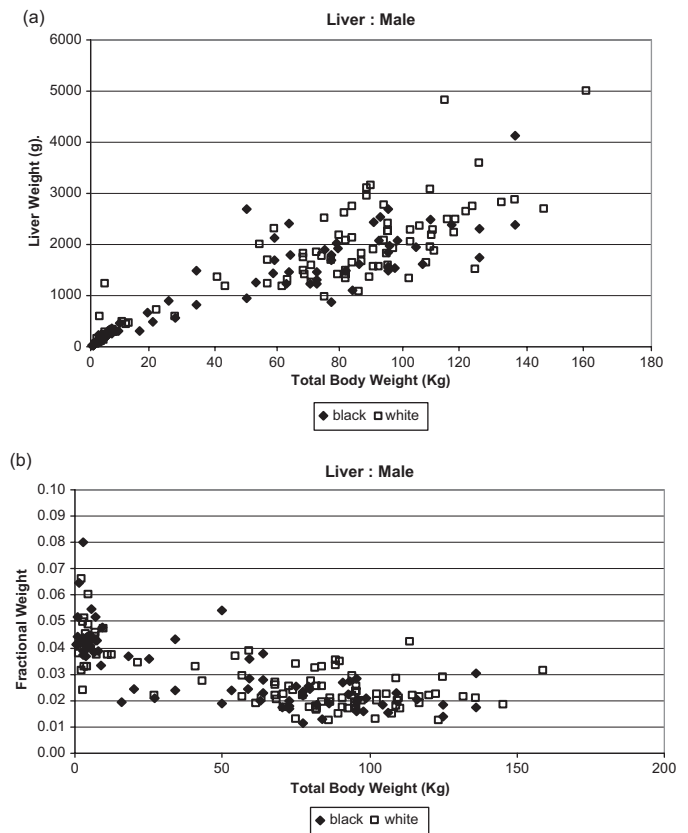 (a)
Liver : Male
6000
5000
4000
3000
2000
1000
0
Liver Weight (g).
0 20 40 60 80 100 120 140 160 180
Total Body Weight (Kg)
black white
(b)
Liver : Male
0.10
0.09
0.08
0.07
0.06
0.05
0.04
0.03
0.02
0.01
0.00
Fractional Weight
0 50 100 150 200
Total Body Weight (Kg)
black white